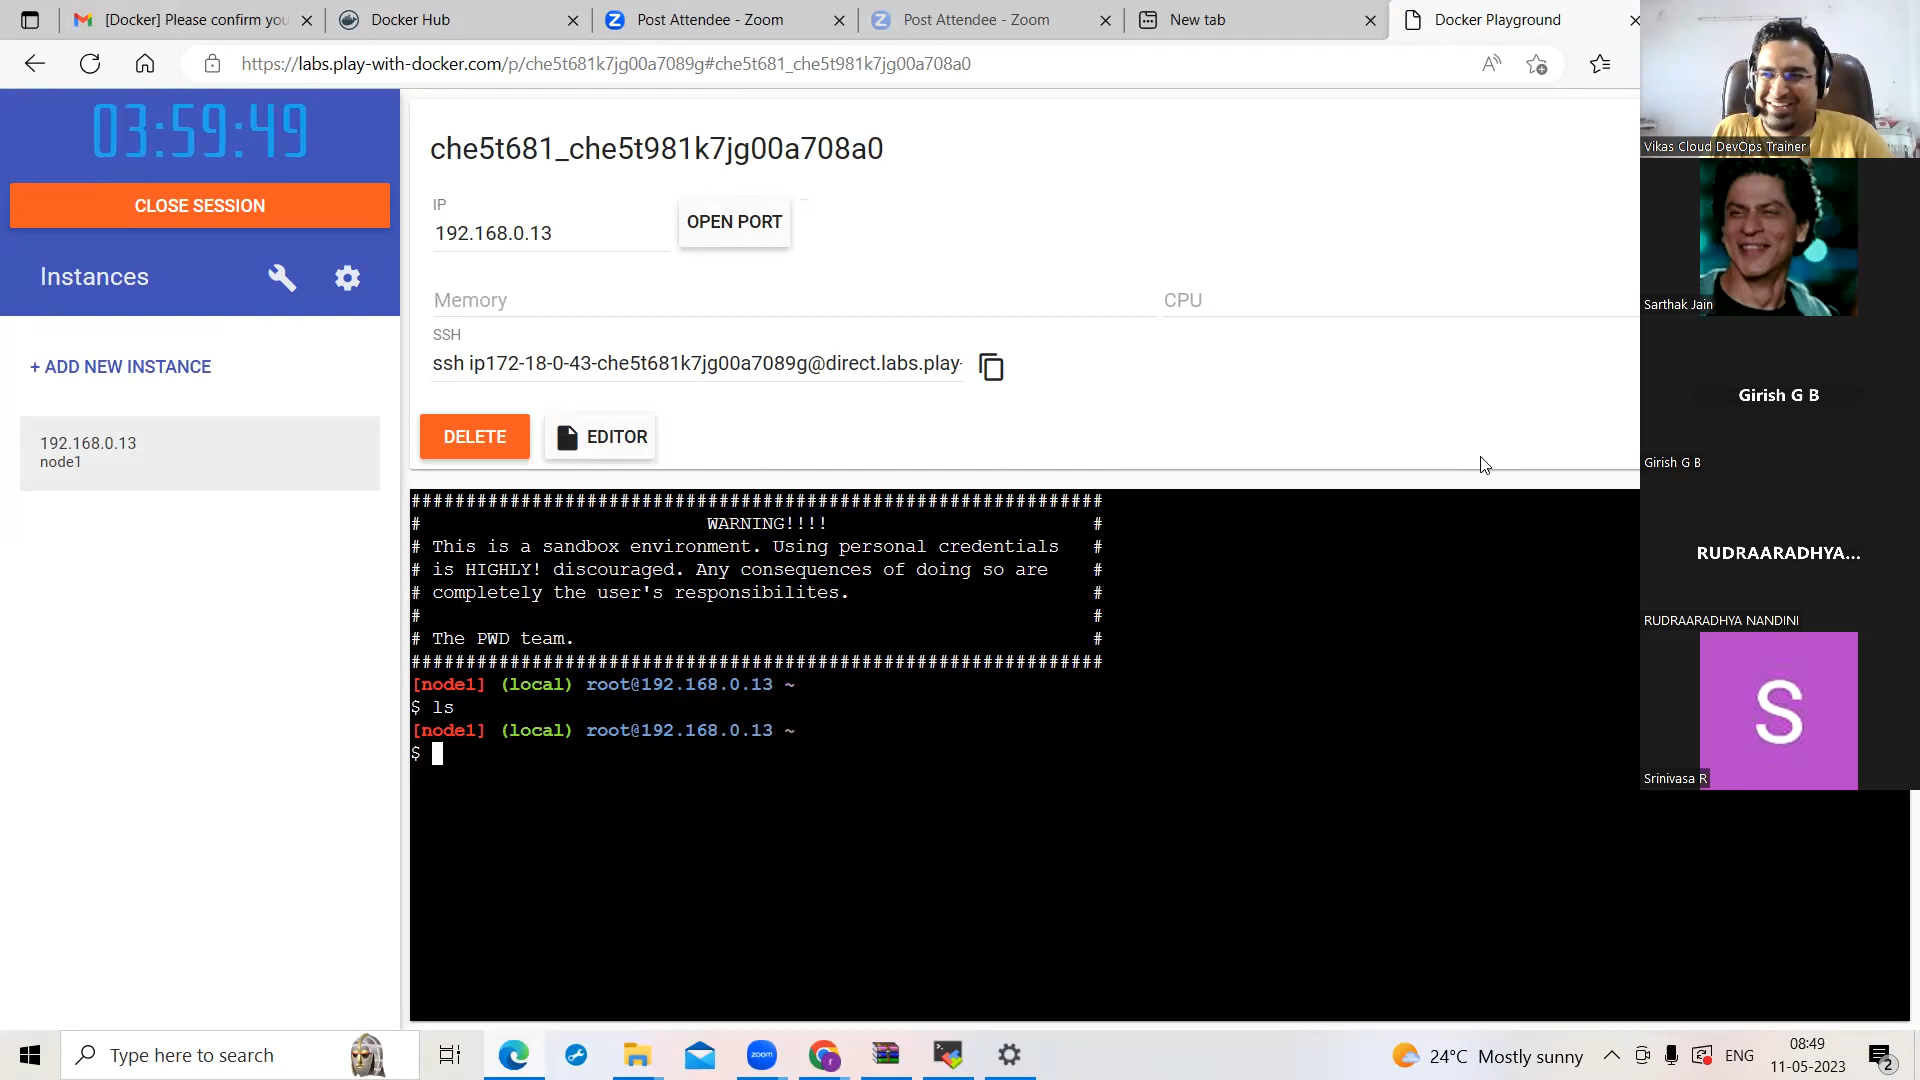 [Docker] Please confirm you
Docker Hub
Post Attendee - Zoom
Post Attendee - Zoom
New tab
Docker Playground
https://labs.play-with-docker.com/p/che5t681k7jg00a7089g#che5t681_che5t981k7jg00a708a0
03:59:49
CLOSE SESSION
Instances
+ ADD NEW INSTANCE
192.168.0.13
node1
che5t681_che5t981k7jg00a708a0
IP
192.168.0.13
OPEN PORT
Memory
CPU
SSH
ssh ip172-18-0-43-che5t681k7jg00a7089g@direct.labs.play-
DELETE
EDITOR
###############################################################
# WARNING!!!! #
# This is a sandbox environment. Using personal credentials #
# is HIGHLY! discouraged. Any consequences of doing so are #
# completely the user's responsibilites. #
# #
# The PWD team. #
###############################################################
[node1] (local) root@192.168.0.13 ~
$ ls
[node1] (local) root@192.168.0.13 ~
$
Vikas Cloud DevOps Trainer
Sarthak Jain
Girish G B
Girish G B
RUDRAARADHYA...
RUDRAARADHYA NANDINI
S
Srinivasa R
Type here to search
zoom
24°C Mostly sunny
ENG
08:49
11-05-2023
2